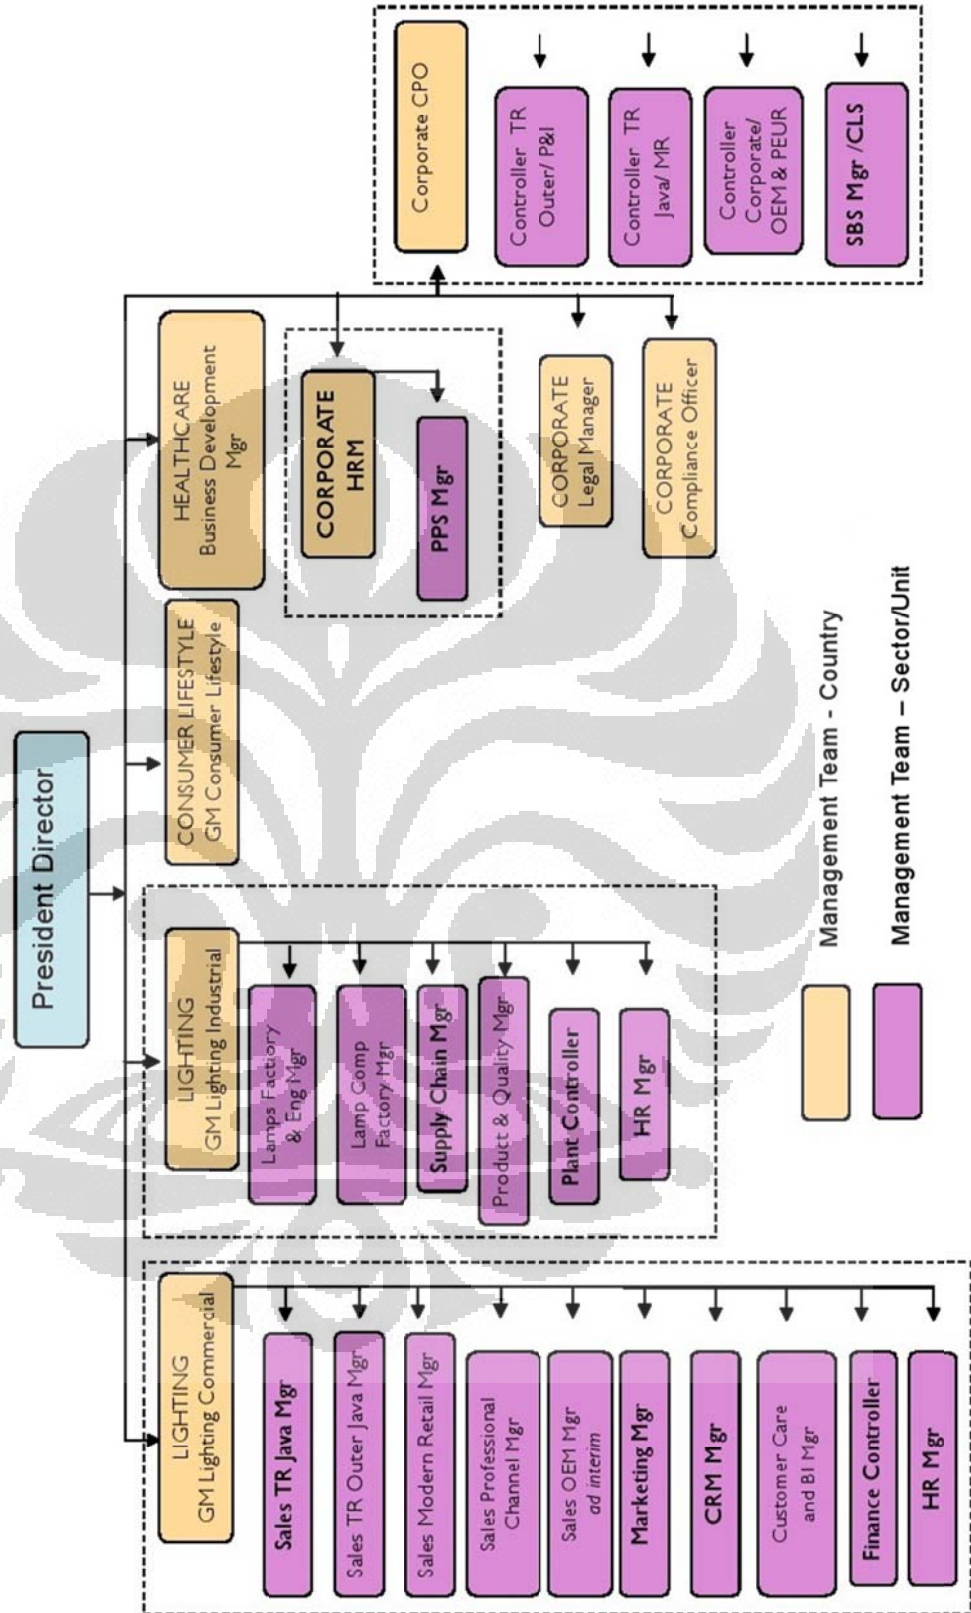 President Director
LIGHTING
GM Lighting Commercial
Sales TR Java Mgr
Sales TR Outer Java Mgr
Sales Modern Retail Mgr
Sales Professional
Channel Mgr
Sales OEM Mgr
ad interim
Marketing Mgr
CRM Mgr
Customer Care
and BI Mgr
Finance Controller
HR Mgr
LIGHTING
GM Lighting Industrial
Lamps Factiory
& Eng Mgr
Lamp Comp
Factory Mgr
Supply Chain Mgr
Product & Quality Mgr
Plant Controller
HR Mgr
CONSUMER LIFESTYLE
GM Consumer Lifestyle
HEALTHCARE
Business Development
Mgr
CORPORATE
HRM
PPS Mgr
CORPORATE
Legal Manager
CORPORATE
Compliance Officer
Corporate CPO
Controller TR
Outer/ P&I
Controller TR
Java/ MR
Controller
Corporate/
OEM & PEUR
SBS Mgr /CLS
Management Team - Country
Management Team – Sector/Unit